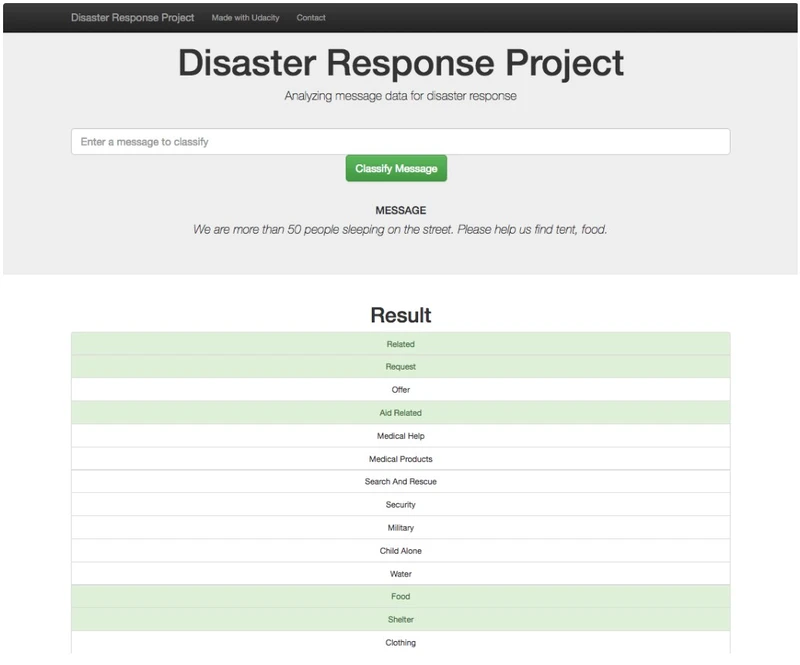 Disaster Response Project Made with Udacity Contact
Disaster Response Project
Analyzing message data for disaster response
Enter a message to classify
Classify Message
MESSAGE
We are more than 50 people sleeping on the street. Please help us find tent, food.
Result
Related
Request
Offer
Aid Related
Medical Help
Medical Products
Search And Rescue
Security
Military
Child Alone
Water
Food
Shelter
Clothing